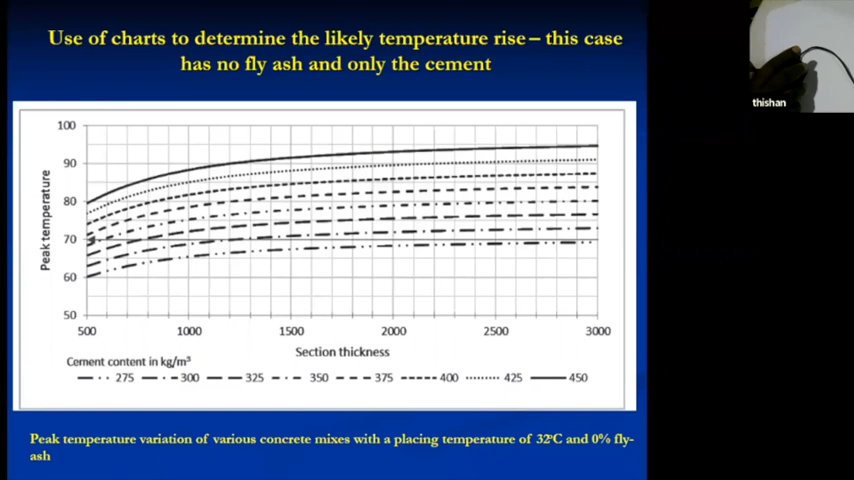 Use of charts to determine the likely temperature rise – this case
has no fly ash and only the cement
thishan
100
90
80
70
60
50
Peak temperature
500 1000 1500 2000 2500 3000
Section thickness
Cement content in kg/m³
275 300 325 350 375 400 425 450
Peak temperature variation of various concrete mixes with a placing temperature of 32°C and 0% fly-
ash